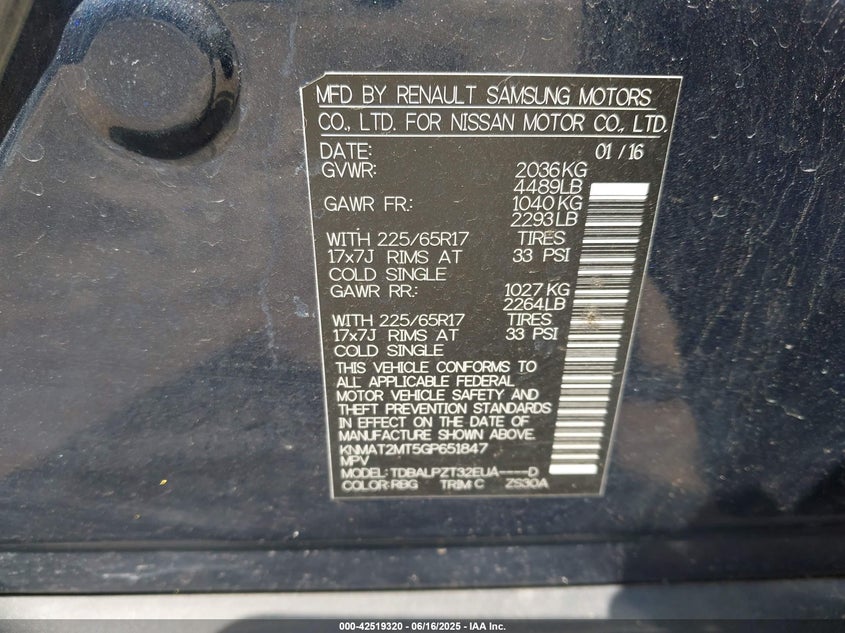 MFD BY RENAULT SAMSUNG MOTORS
CO., LTD. FOR NISSAN MOTOR CO., LTD.
DATE: 01 / 16
GVWR: 2036KG
4489LB
GAWR FR.: 1040KG
2293LB
WITH 225/65R17 TIRES
17x7J RIMS AT 33 PSI
COLD SINGLE
GAWR RR.: 1027KG
2264LB
WITH 225/65R17 TIRES
17x7J RIMS AT 33 PSI
COLD SINGLE
THIS VEHICLE CONFORMS TO
ALL APPLICABLE FEDERAL
MOTOR VEHICLE SAFETY AND
THEFT PREVENTION STANDARDS
IN EFFECT ON THE DATE OF
MANUFACTURE SHOWN ABOVE.
KNMAT2MT5GP651847
MPV
MODEL: TDBALPZT32EUA----D
COLOR:RBG TRIM:C ZS30A
000-42519320 - 06/16/2025 - IAA Inc.